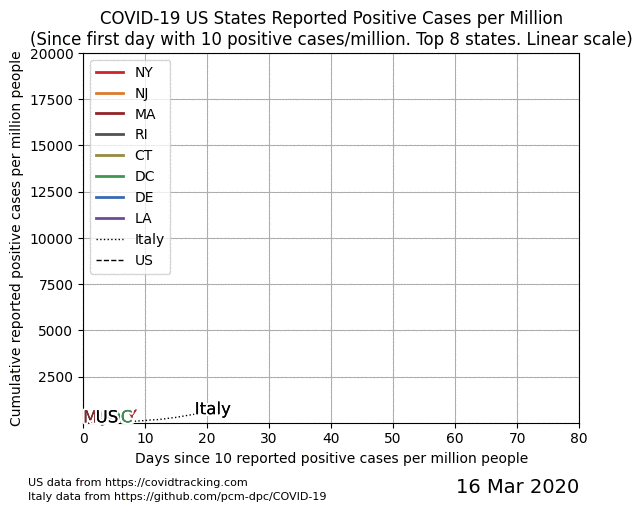 COVID-19 US States Reported Positive Cases per Million
(Since first day with 10 positive cases/million. Top 8 states. Linear scale)
Cumulative reported positive cases per million people
20000
17500
15000
12500
10000
7500
5000
2500
NY
NJ
MA
RI
CT
DC
DE
LA
Italy
US
US
Italy
0 10 20 30 40 50 60 70 80
Days since 10 reported positive cases per million people
US data from https://covidtracking.com
Italy data from https://github.com/pcm-dpc/COVID-19
16 Mar 2020